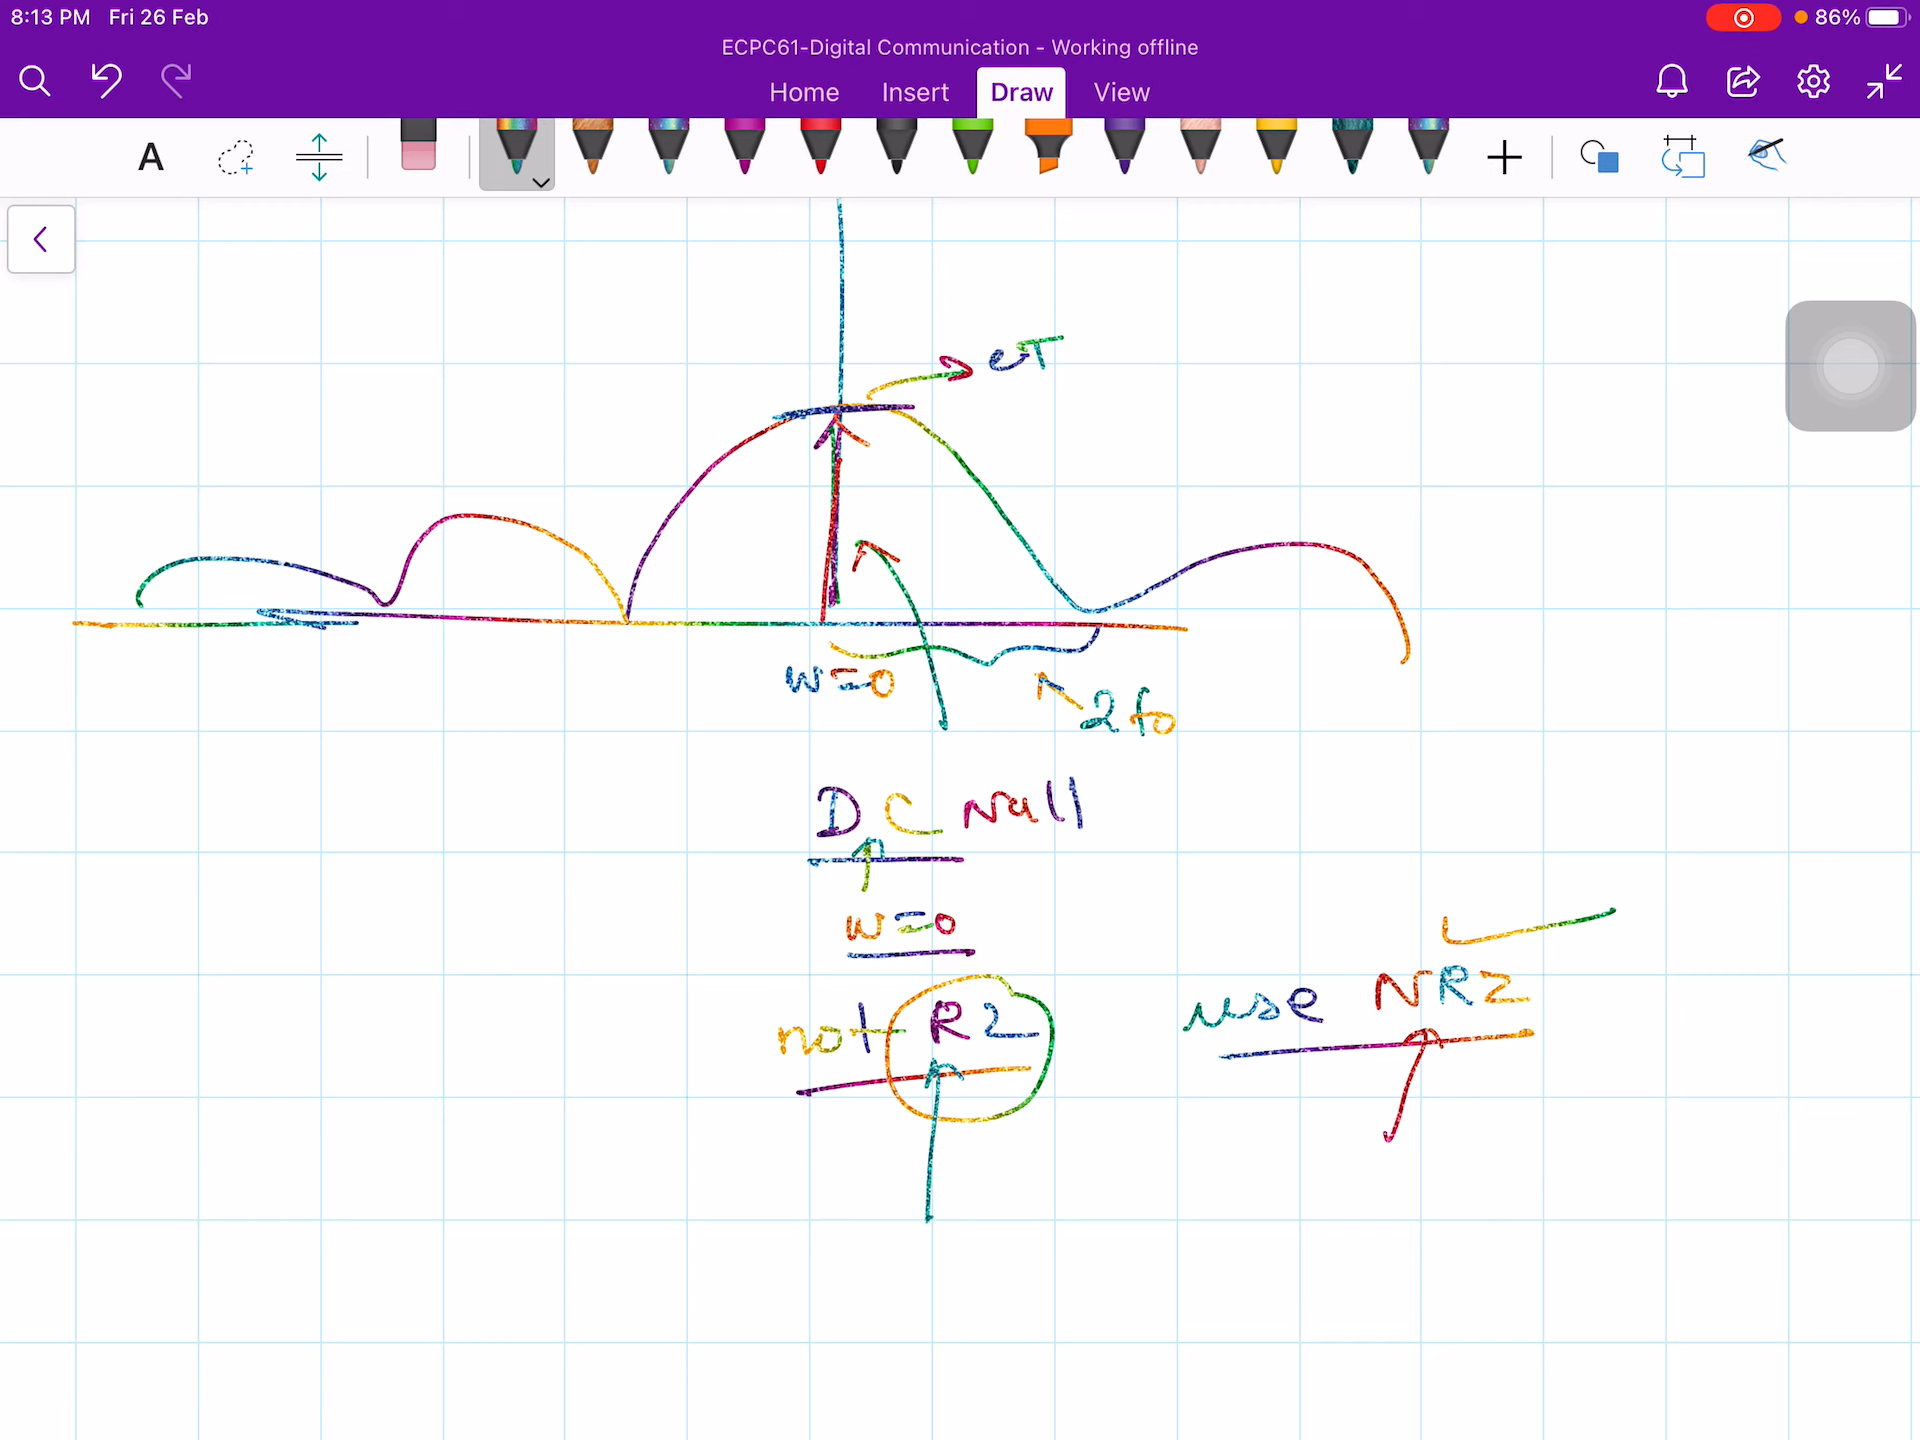 8:13 PM Fri 26 Feb
86%
ECPC61-Digital Communication - Working offline
Home Insert Draw View
A
w=0
2fo
DC Null
w=0
not RZ
use NRZ